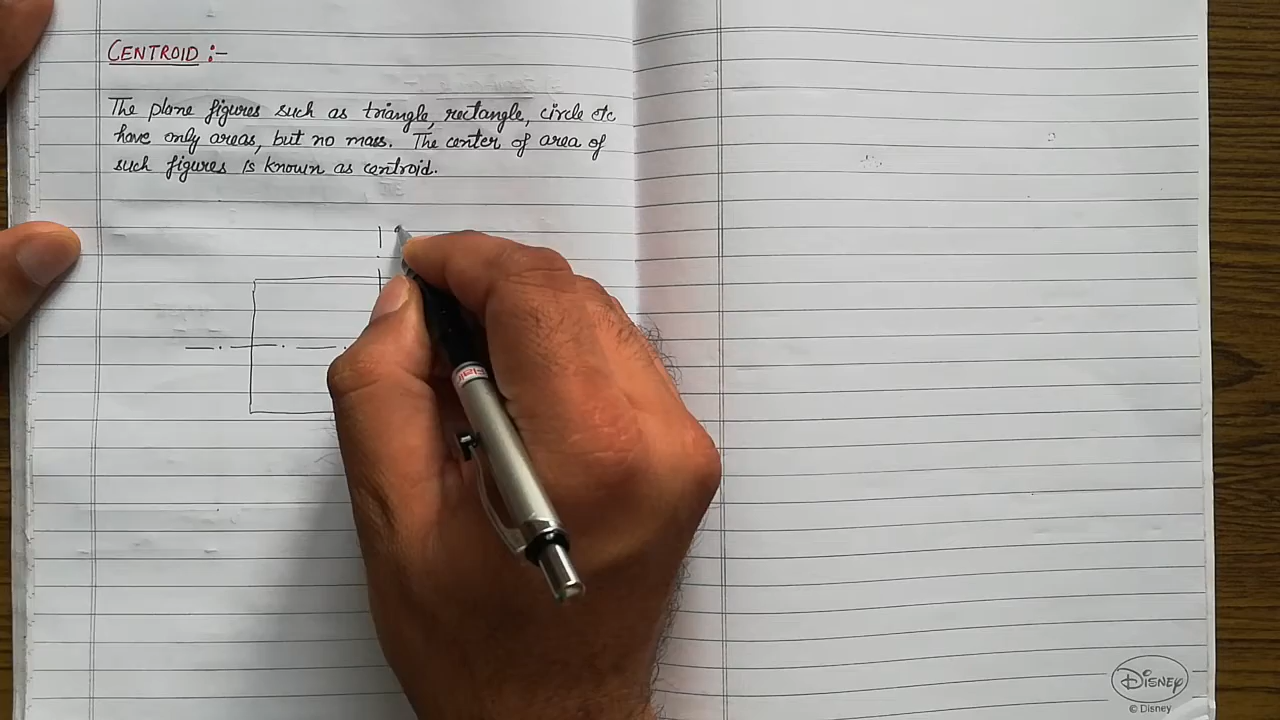 CENTROID :-
The plane figures such as triangle, rectangle, circle etc
have only areas, but no mass. The center of area of
such figures is known as centroid.
DISNEY
© Disney